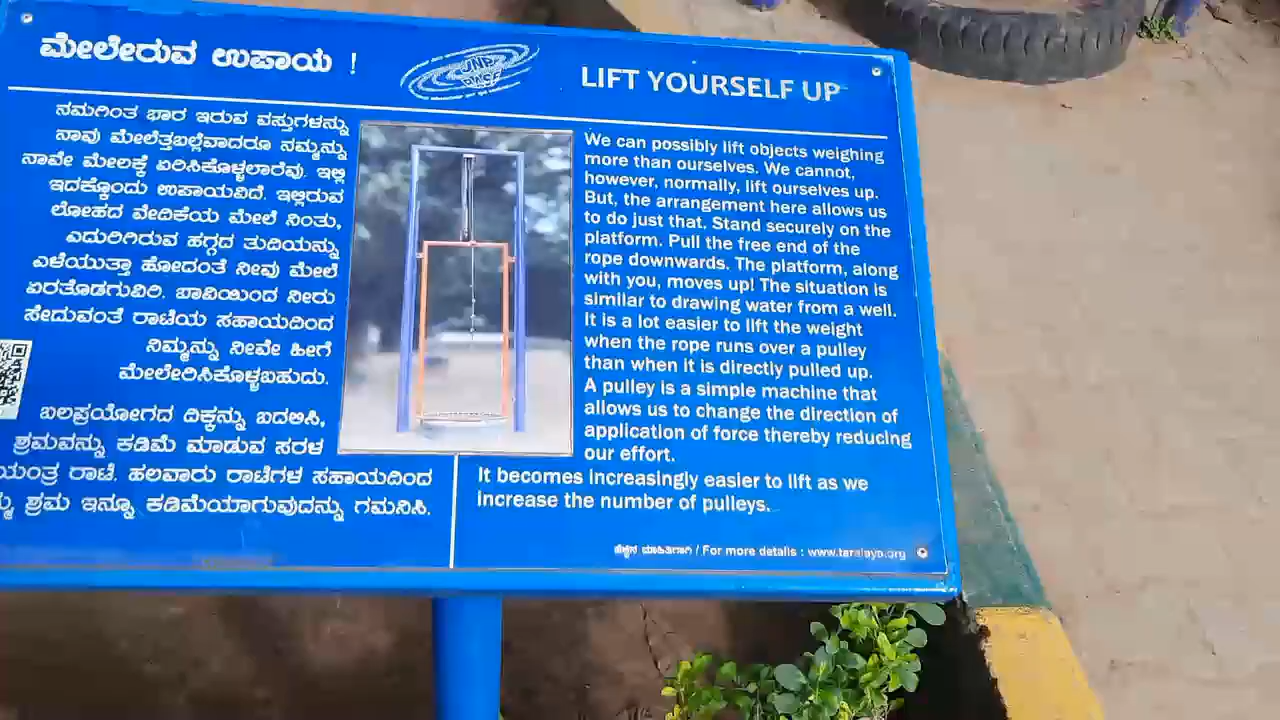 ಮೇಲೇರುವ ಉಪಾಯ !
JNP
BASE
LIFT YOURSELF UP
ನಮಗಿಂತ ಭಾರ ಇರುವ ವಸ್ತುಗಳನ್ನು
ನಾವು ಮೇಲೆತ್ತಬಲ್ಲೆವಾದರೂ ನಮ್ಮನ್ನು
ನಾವೇ ಮೇಲಕ್ಕೆ ಏರಿಸಿಕೊಳ್ಳಲಾರೆವು. ಇಲ್ಲಿ
ಇದಕ್ಕೊಂದು ಉಪಾಯವಿದೆ. ಇಲ್ಲಿರುವ
ಲೋಹದ ವೇದಿಕೆಯ ಮೇಲೆ ನಿಂತು,
ಎದುರಿಗಿರುವ ಹಗ್ಗದ ತುದಿಯನ್ನು
ಎಳೆಯುತ್ತಾ ಹೋದಂತೆ ನೀವು ಮೇಲೆ
ಏರತೊಡಗುವಿರಿ. ಬಾವಿಯಿಂದ ನೀರು
ಸೇದುವಂತೆ ರಾಟೆಯ ಸಹಾಯದಿಂದ
ನಿಮ್ಮನ್ನು ನೀವೇ ಹೀಗೆ
ಮೇಲೇರಿಸಿಕೊಳ್ಳಬಹುದು.
ಬಲಪ್ರಯೋಗದ ದಿಕ್ಕನ್ನು ಬದಲಿಸಿ,
ಶ್ರಮವನ್ನು ಕಡಿಮೆ ಮಾಡುವ ಸರಳ
ಯಂತ್ರ ರಾಟೆ. ಹಲವಾರು ರಾಟೆಗಳ ಸಹಾಯದಿಂದ
ಶ್ರಮ ಇನ್ನೂ ಕಡಿಮೆಯಾಗುವುದನ್ನು ಗಮನಿಸಿ.
We can possibly lift objects weighing
more than ourselves. We cannot,
however, normally, lift ourselves up.
But, the arrangement here allows us
to do just that. Stand securely on the
platform. Pull the free end of the
rope downwards. The platform, along
with you, moves up! The situation is
similar to drawing water from a well.
It is a lot easier to lift the weight
when the rope runs over a pulley
than when it is directly pulled up.
A pulley is a simple machine that
allows us to change the direction of
application of force thereby reducing
our effort.
It becomes increasingly easier to lift as we
increase the number of pulleys.
ಹೆಚ್ಚಿನ ಮಾಹಿತಿಗಾಗಿ / For more details : www.taralaya.org